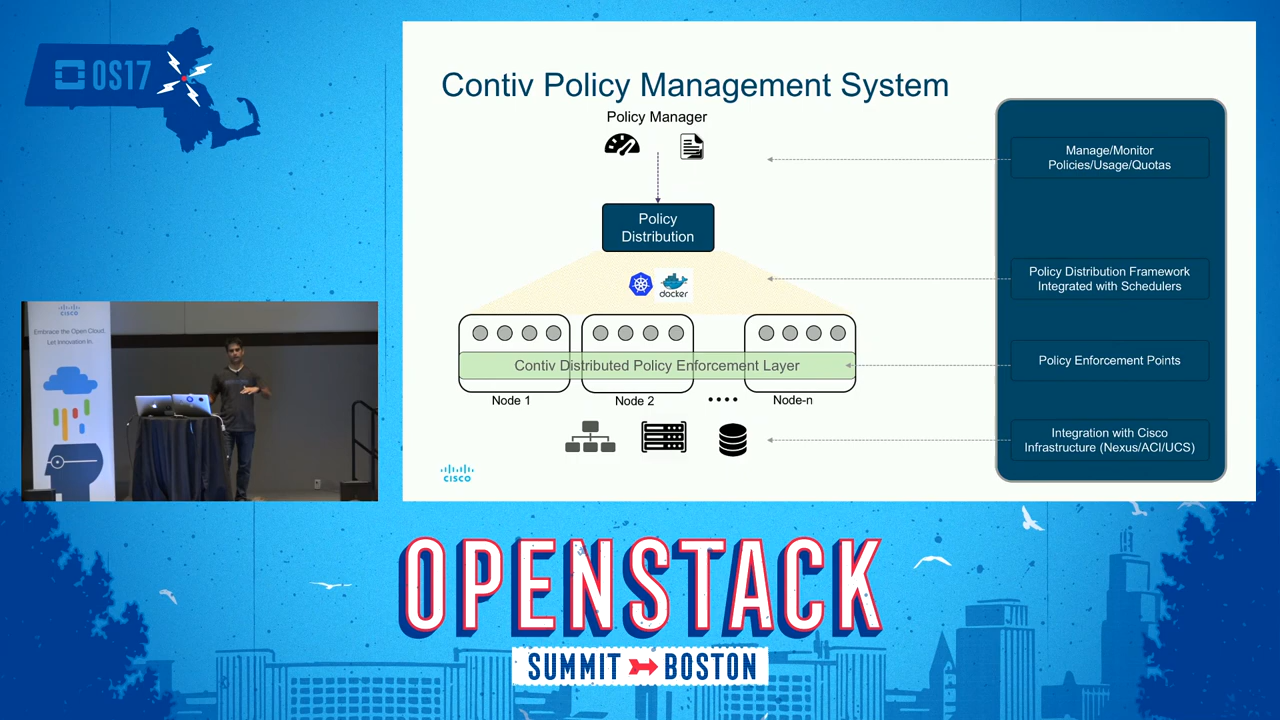 OS17
Contiv Policy Management System
Policy Manager
Policy
Distribution
docker
Contiv Distributed Policy Enforcement Layer
Node 1
Node 2
Node-n
CISCO
Manage/Monitor
Policies/Usage/Quotas
Policy Distribution Framework
Integrated with Schedulers
Policy Enforcement Points
Integration with Cisco
Infrastructure (Nexus/ACI/UCS)
CISCO
Embrace the Open Cloud.
Let Innovation In.
OPENSTACK
SUMMIT BOSTON